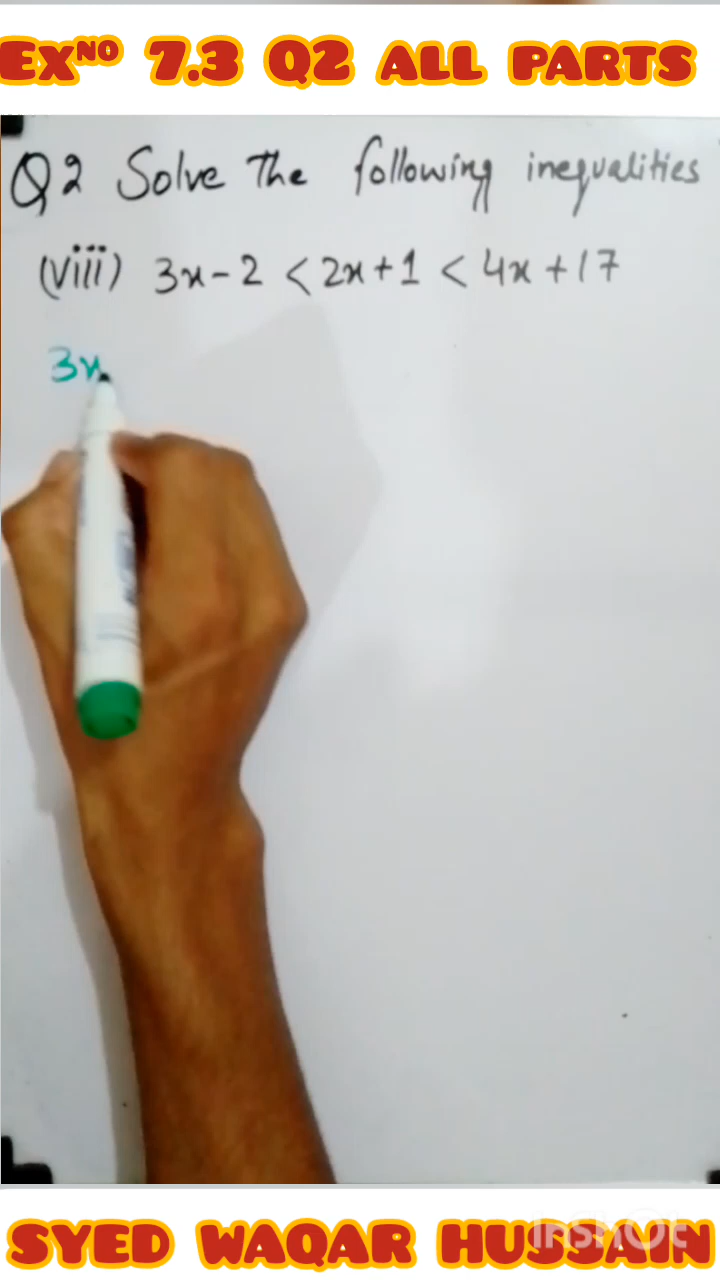 Exᴺᴼ 7.3 Q2 ALL PARTS
Q2 Solve The following inequalities
(viii) 3x - 2 < 2x + 1 < 4x + 17
3x
SYED WAQAR HUSSAIN
InShOt